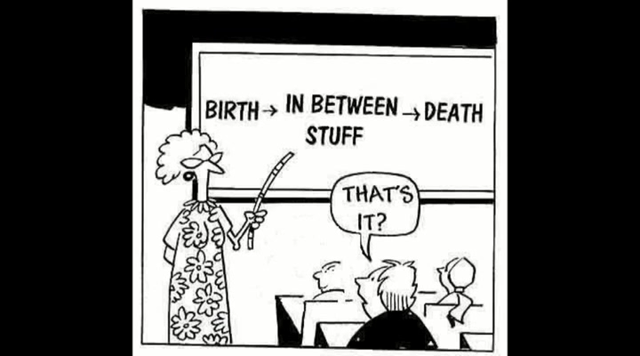 BIRTH → IN BETWEEN → DEATH
STUFF
THAT'S
IT?